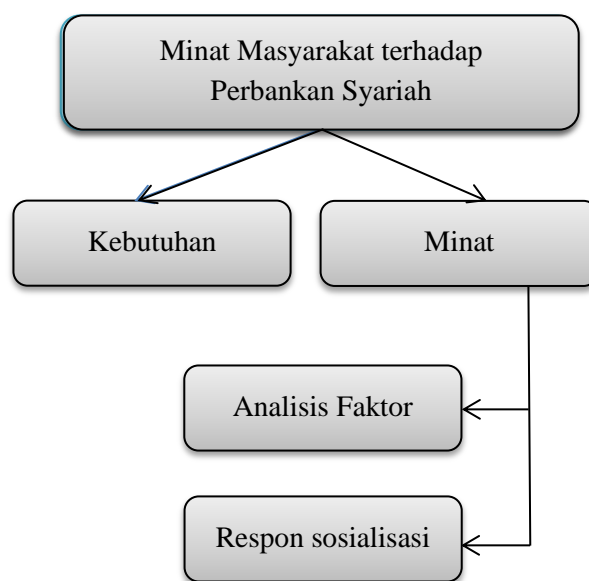 Minat Masyarakat terhadap
Perbankan Syariah
Kebutuhan
Minat
Analisis Faktor
Respon sosialisasi